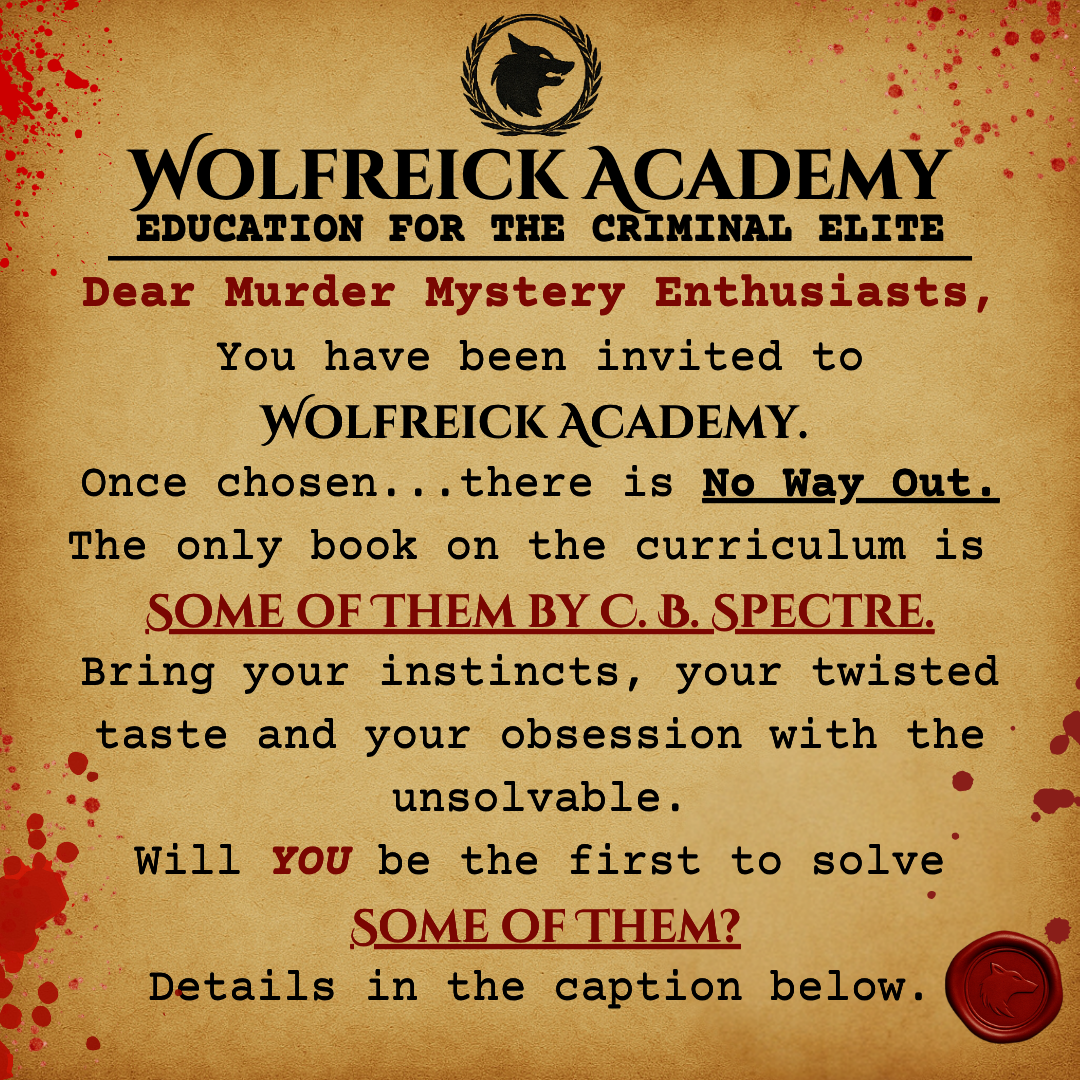 Wolfreick Academy
EDUCATION FOR THE CRIMINAL ELITE
Dear Murder Mystery Enthusiasts,
You have been invited to
Wolfreick Academy.
Once chosen...there is No Way Out.
The only book on the curriculum is
Some of Them by C. B. Spectre.
Bring your instincts, your twisted
taste and your obsession with the
unsolvable.
Will YOU be the first to solve
Some of Them?
Details in the caption below.